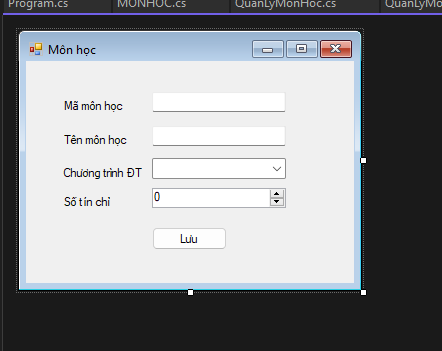 Program.cs MONHOC.cs QuanLyMonHoc.cs QuanLyMo
Môn học
Mã môn học
Tên môn học
Chương trình ĐT
Số tín chỉ 0
Lưu